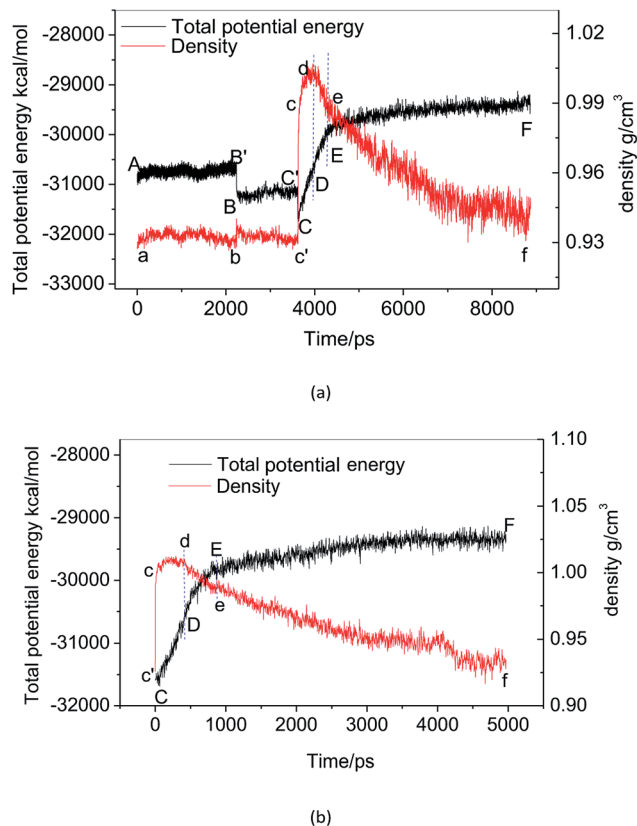 Total potential energy
Density
Total potential energy kcal/mol
density g/cm³
-28500
-29000
-30000
-31000
-32000
-33000
1.02
0.99
0.96
0.93
0 2000 4000 6000 8000
Time/ps
A B' B C' C D E F
a b c' c d e f
(a)
Total potential energy
Density
Total potential energy kcal/mol
density g/cm³
-28000
-29000
-30000
-31000
-32000
1.10
1.05
1.00
0.95
0.90
0 1000 2000 3000 4000 5000
Time/ps
C D E F
c' c d e f
(b)